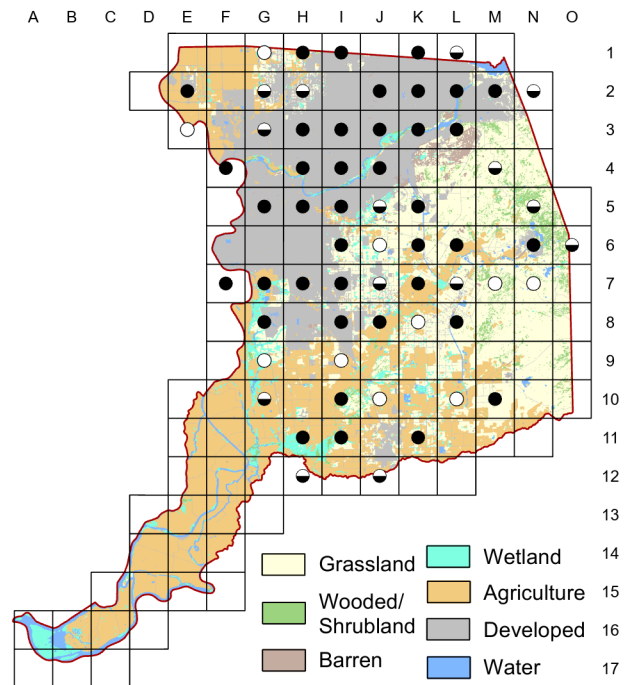 A B C D E F G H I J K L M N O
1
2
3
4
5
6
7
8
9
10
11
12
13
14
15
16
17
Grassland
Wooded/
Shrubland
Barren
Wetland
Agriculture
Developed
Water